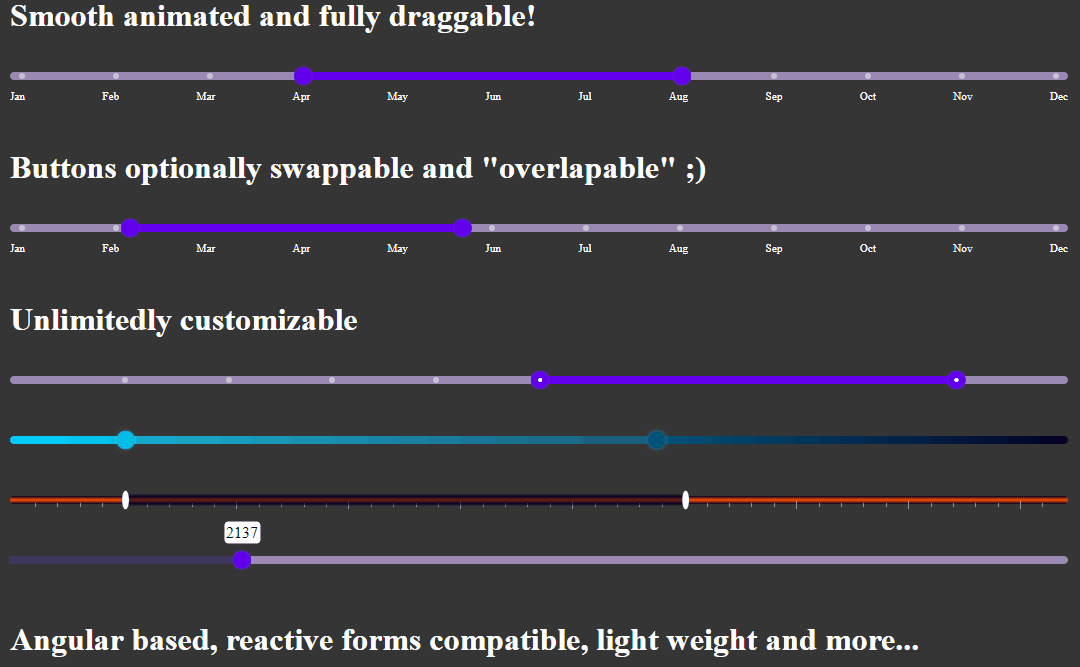 Smooth animated and fully draggable!
Jan Feb Mar Apr May Jun Jul Aug Sep Oct Nov Dec
Buttons optionally swappable and "overlapable" ;)
Jan Feb Mar Apr May Jun Jul Aug Sep Oct Nov Dec
Unlimitedly customizable
2137
Angular based, reactive forms compatible, light weight and more...